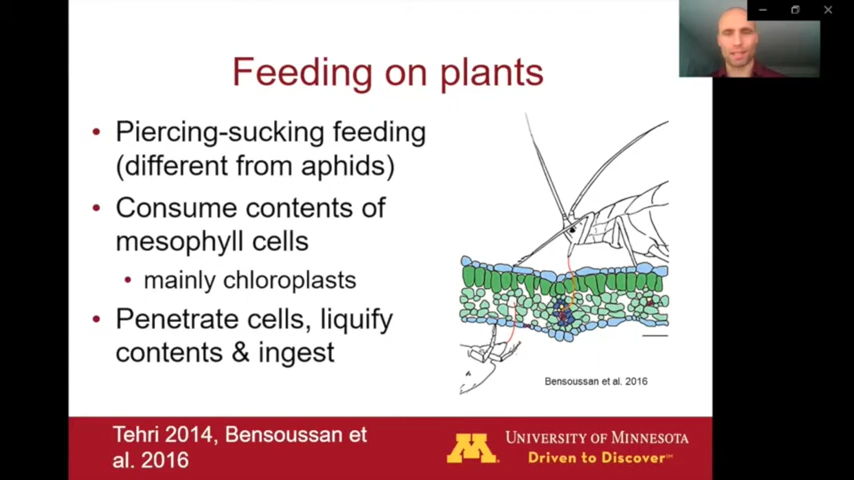 Feeding on plants
• Piercing-sucking feeding
(different from aphids)
• Consume contents of
mesophyll cells
• mainly chloroplasts
• Penetrate cells, liquify
contents & ingest
Bensoussan et al. 2016
Tehri 2014, Bensoussan et
al. 2016
M
UNIVERSITY OF MINNESOTA
Driven to Discover℠